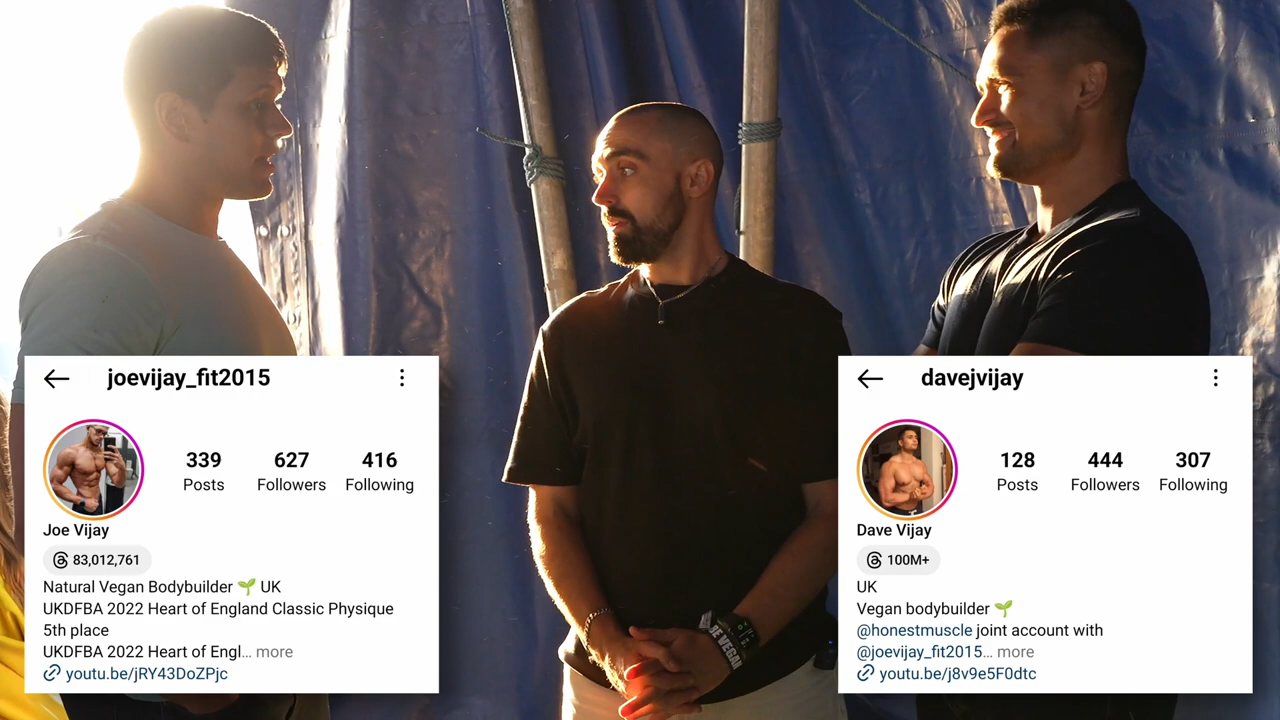 joevijay_fit2015
339 627 416
Posts Followers Following
Joe Vijay
83,012,761
Natural Vegan Bodybuilder 🌱 UK
UKDFBA 2022 Heart of England Classic Physique
5th place
UKDFBA 2022 Heart of Engl... more
youtu.be/jRY43DoZPjc
BE VEGAN
davejvijay
128 444 307
Posts Followers Following
Dave Vijay
100M+
UK
Vegan bodybuilder 🌱
@honestmuscle joint account with
@joevijay_fit2015... more
youtu.be/j8v9e5F0dtc